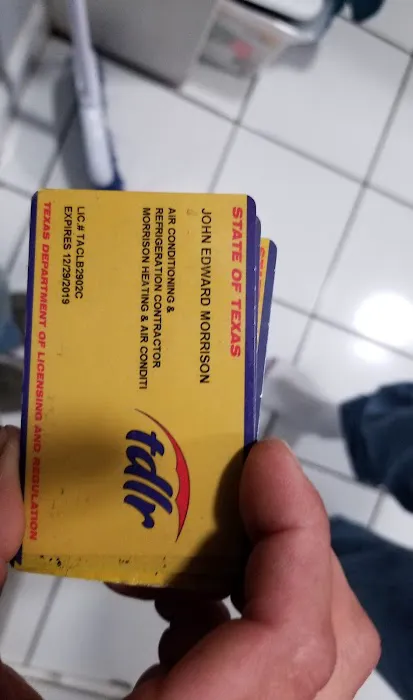 STATE OF TEXAS
JOHN EDWARD MORRISON
AIR CONDITIONING &
REFRIGERATION CONTRACTOR
MORRISON HEATING & AIR CONDITI
tdlr
LIC.# TACLB2902C
EXPIRES 12/29/2019
TEXAS DEPARTMENT OF LICENSING AND REGULATION